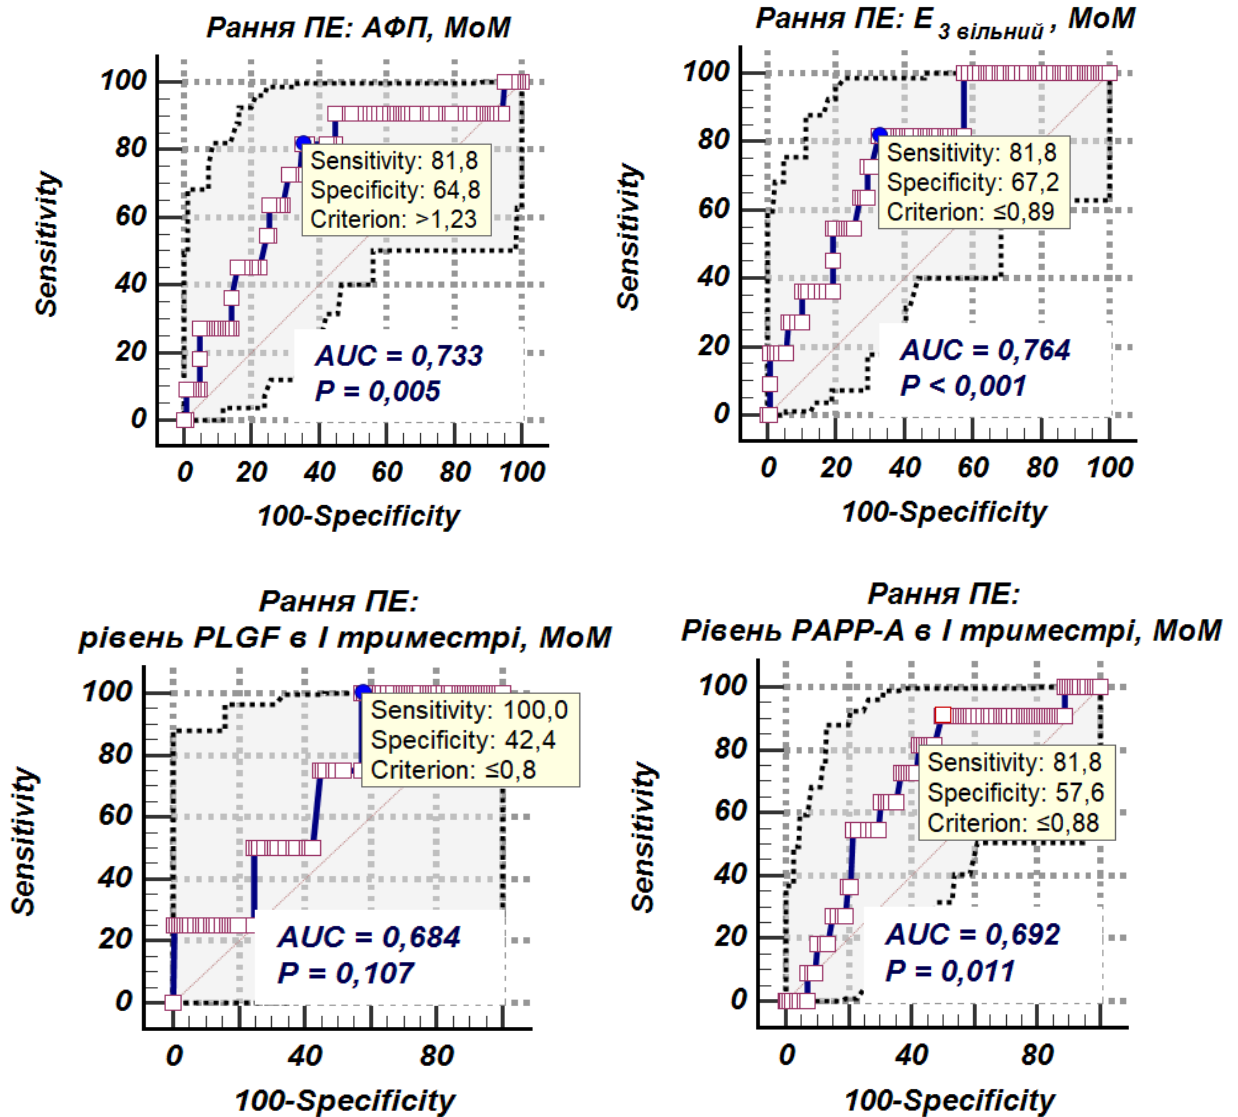 Рання ПЕ: АФП, МоМ
Sensitivity
100
80
60
40
20
0
Sensitivity: 81,8
Specificity: 64,8
Criterion: >1,23
AUC = 0,733
P = 0,005
0 20 40 60 80 100
100-Specificity
Рання ПЕ: Е 3 вільний , МоМ
Sensitivity
100
80
60
40
20
0
Sensitivity: 81,8
Specificity: 67,2
Criterion: ≤0,89
AUC = 0,764
P < 0,001
0 20 40 60 80 100
100-Specificity
Рання ПЕ:
рівень PLGF в І триместрі, МоМ
Sensitivity
100
80
60
40
20
0
Sensitivity: 100,0
Specificity: 42,4
Criterion: ≤0,8
AUC = 0,684
P = 0,107
0 40 80
100-Specificity
Рання ПЕ:
Рівень PAPP-A в І триместрі, МоМ
Sensitivity
100
80
60
40
20
0
Sensitivity: 81,8
Specificity: 57,6
Criterion: ≤0,88
AUC = 0,692
P = 0,011
0 40 80
100-Specificity